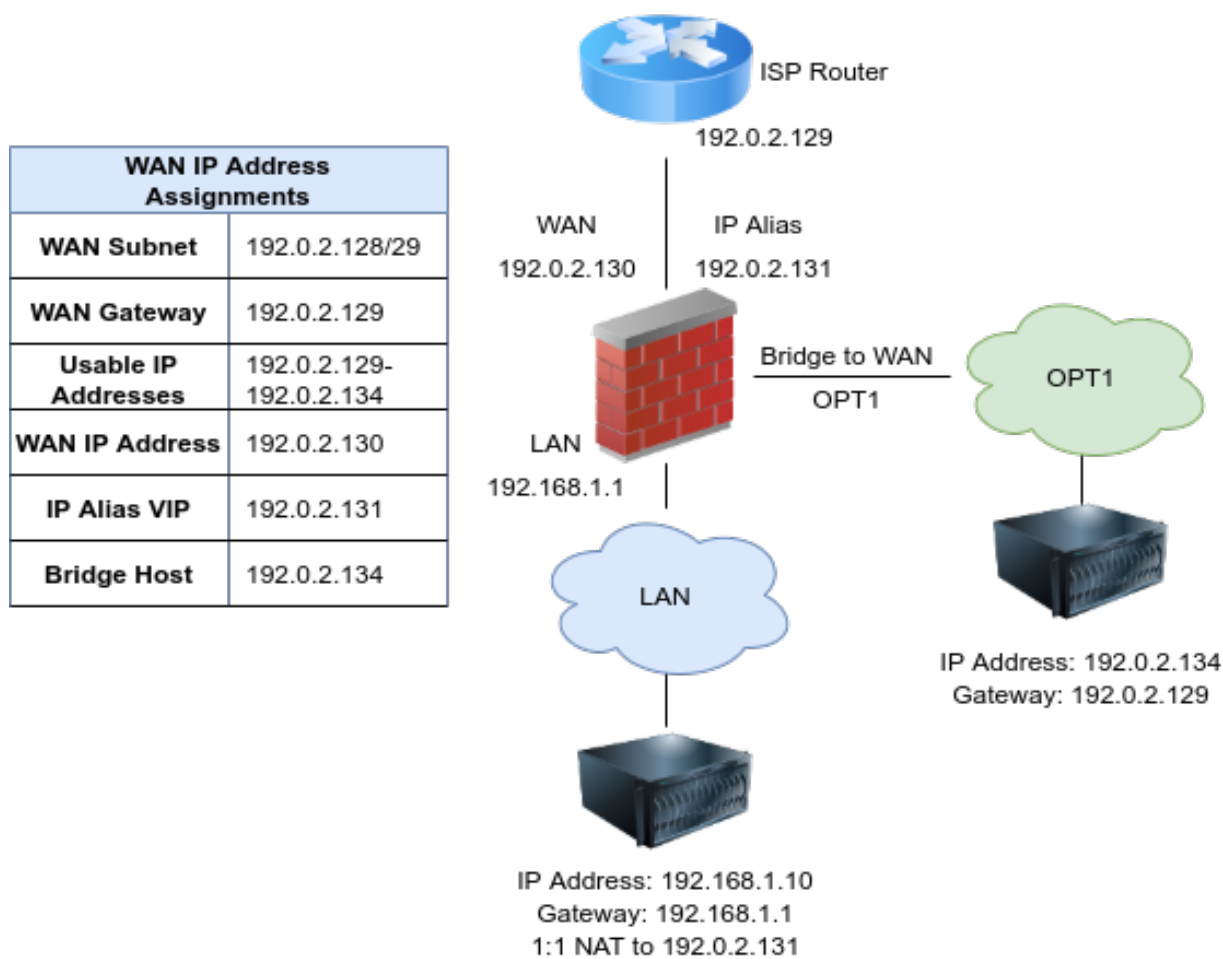 ISP Router
192.0.2.129
WAN IP Address
Assignments
WAN Subnet 192.0.2.128/29
WAN Gateway 192.0.2.129
Usable IP
Addresses
192.0.2.129-
192.0.2.134
WAN IP Address 192.0.2.130
IP Alias VIP 192.0.2.131
Bridge Host 192.0.2.134
WAN
192.0.2.130
IP Alias
192.0.2.131
Bridge to WAN
OPT1
OPT1
LAN
192.168.1.1
LAN
IP Address: 192.0.2.134
Gateway: 192.0.2.129
IP Address: 192.168.1.10
Gateway: 192.168.1.1
1:1 NAT to 192.0.2.131